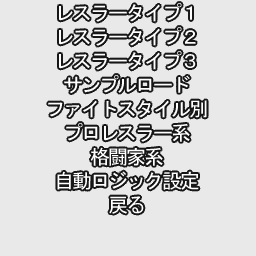 レスラータイプ1
レスラータイプ2
レスラータイプ3
サンプルロード
ファイトスタイル別
プロレスラー系
格闘家系
自動ロジック設定
戻る